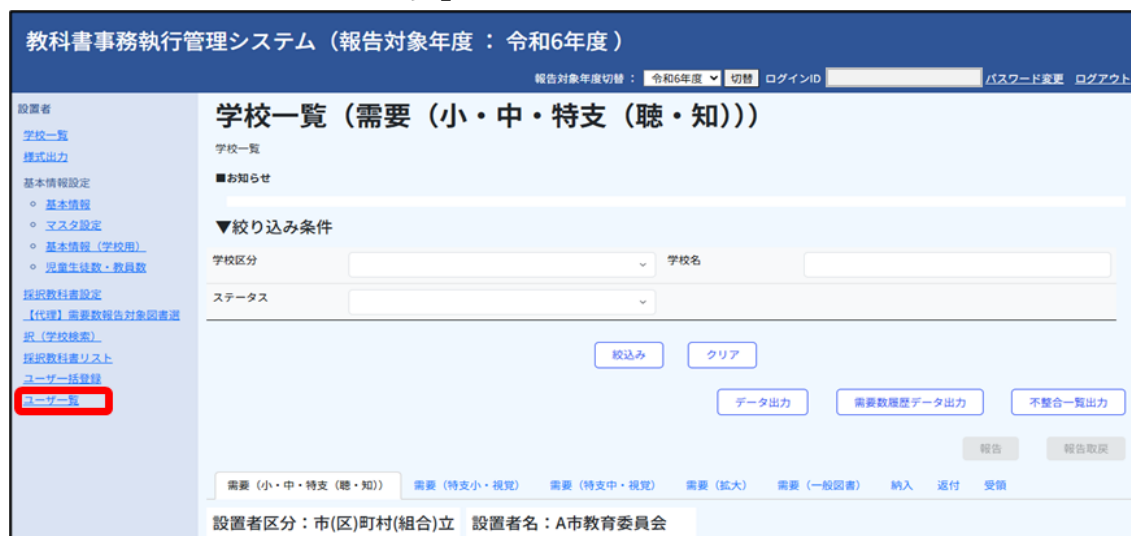 教科書事務執行管理システム（報告対象年度 ： 令和6年度 ）
報告対象年度切替 ： 令和6年度 切替 ログインID パスワード変更 ログアウト
設置者
学校一覧
様式出力
基本情報設定
基本情報
マスタ設定
基本情報（学校用）
児童生徒数・教員数
採択教科書設定
【代理】需要数報告対象図書選
択（学校検索）
採択教科書リスト
ユーザ一括登録
ユーザ一覧
学校一覧（需要（小・中・特支（聴・知）））
学校一覧
■お知らせ
▼絞り込み条件
学校区分 学校名
ステータス
絞込み クリア
データ出力 需要数履歴データ出力 不整合一覧出力
報告 報告取戻
需要（小・中・特支（聴・知）） 需要（特支小・視覚） 需要（特支中・視覚） 需要（拡大） 需要（一般図書） 納入 返付 受領
設置者区分：市(区)町村(組合)立 設置者名：A市教育委員会